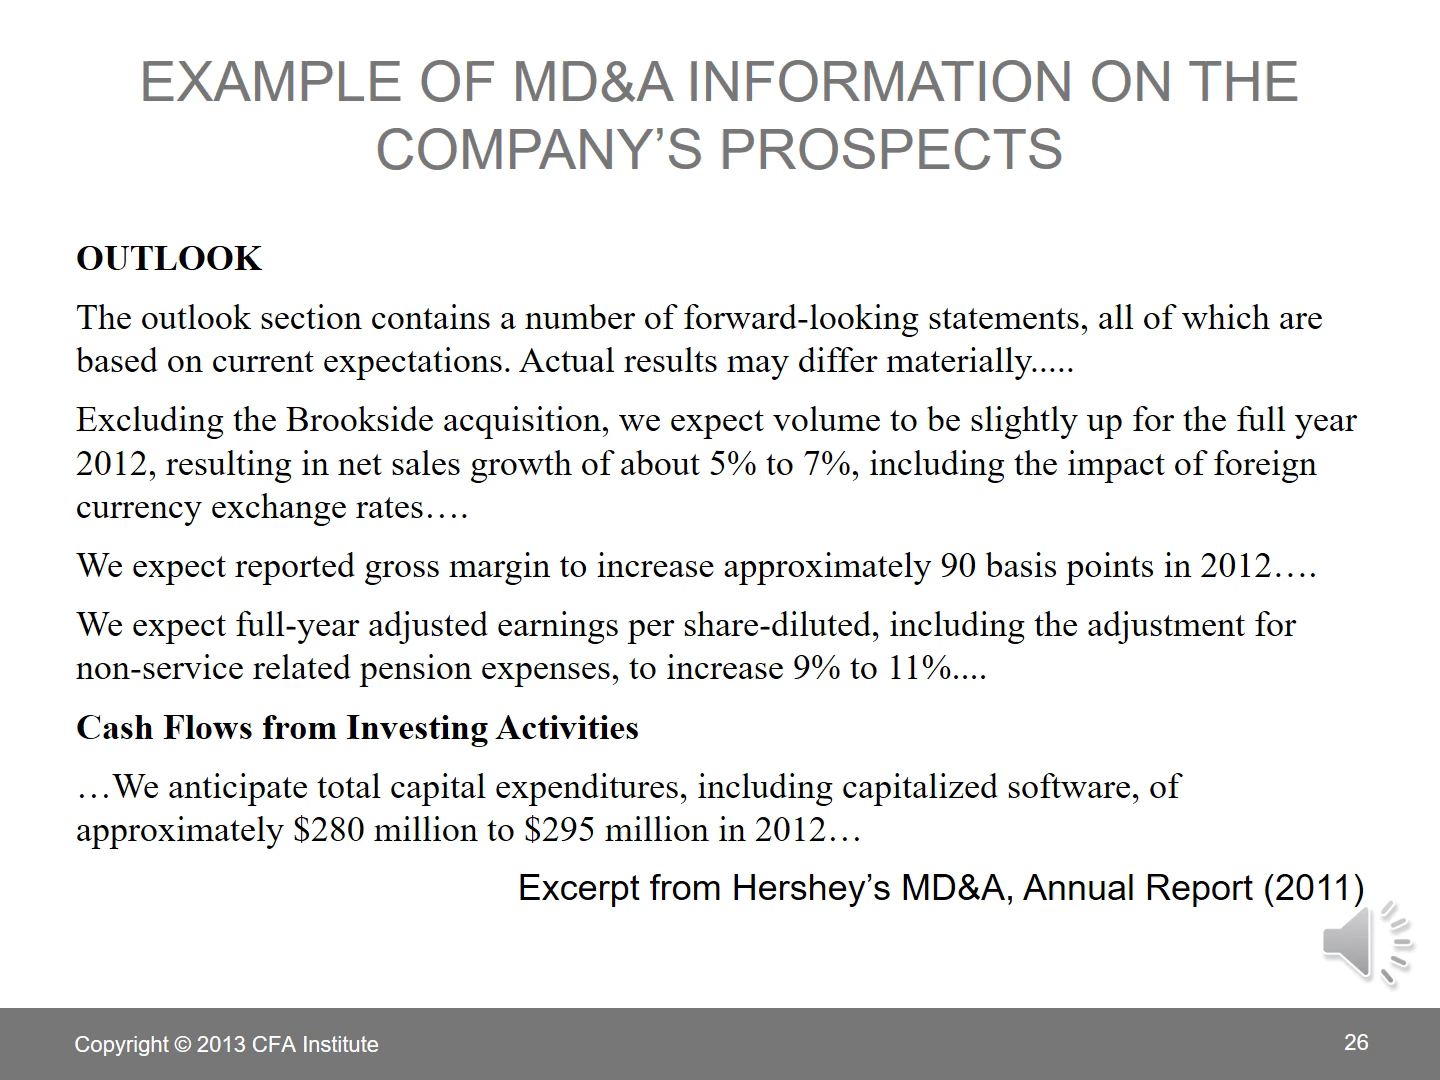 EXAMPLE OF MD&A INFORMATION ON THE
COMPANY’S PROSPECTS
OUTLOOK
The outlook section contains a number of forward-looking statements, all of which are
based on current expectations. Actual results may differ materially.....
Excluding the Brookside acquisition, we expect volume to be slightly up for the full year
2012, resulting in net sales growth of about 5% to 7%, including the impact of foreign
currency exchange rates….
We expect reported gross margin to increase approximately 90 basis points in 2012….
We expect full-year adjusted earnings per share-diluted, including the adjustment for
non-service related pension expenses, to increase 9% to 11%....
Cash Flows from Investing Activities
…We anticipate total capital expenditures, including capitalized software, of
approximately $280 million to $295 million in 2012…
Excerpt from Hershey’s MD&A, Annual Report (2011)
Copyright © 2013 CFA Institute
26